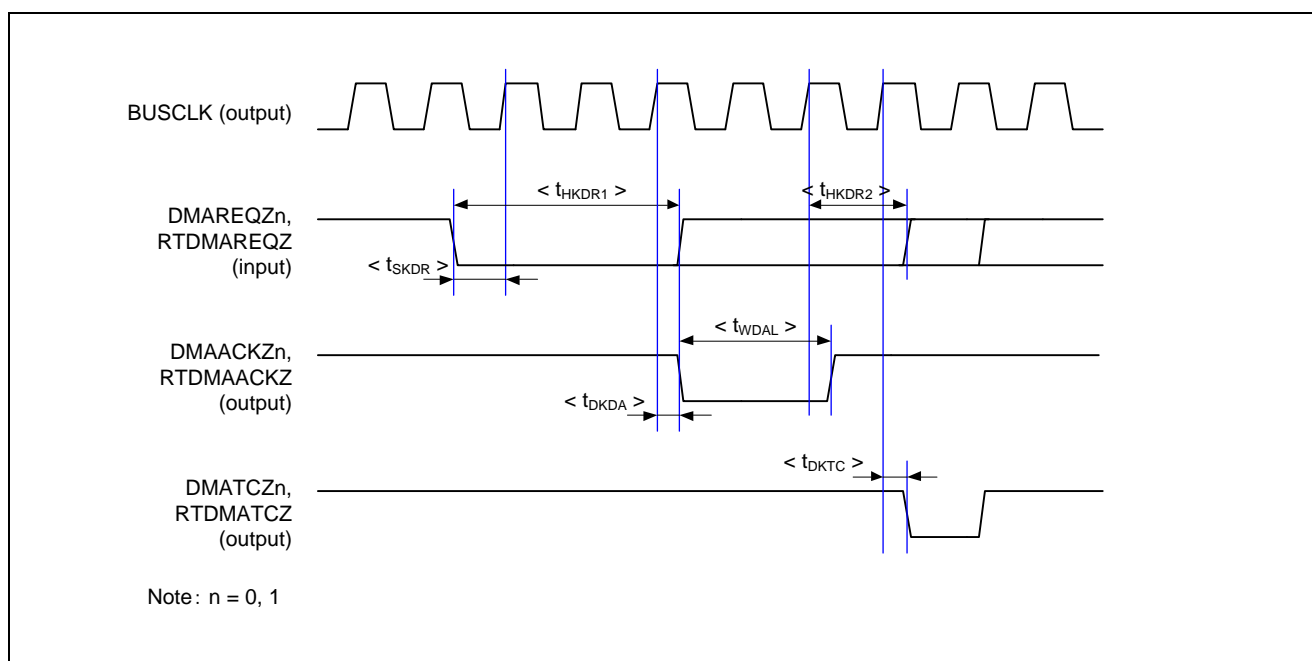 BUSCLK (output)
< tHKDR1 >
< tHKDR2 >
DMAREQZn,
RTDMAREQZ
(input)
< tSKDR >
< tWDAL >
DMAACKZn,
RTDMAACKZ
(output)
< tDKDA >
< tDKTC >
DMATCZn,
RTDMATCZ
(output)
Note: n = 0, 1